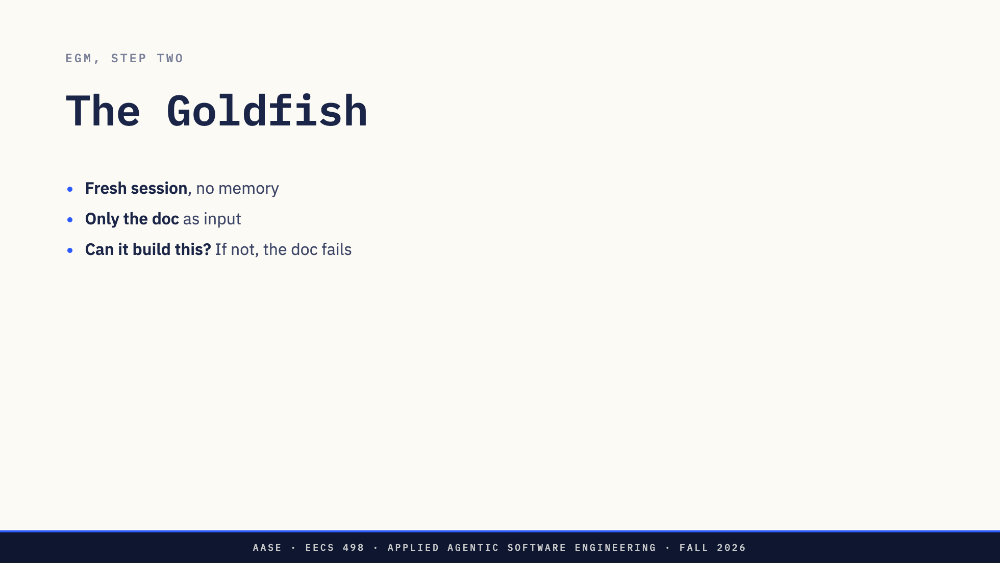 EGM, STEP TWO
The Goldfish
• Fresh session, no memory
• Only the doc as input
• Can it build this? If not, the doc fails
AASE · EECS 498 · APPLIED AGENTIC SOFTWARE ENGINEERING · FALL 2026